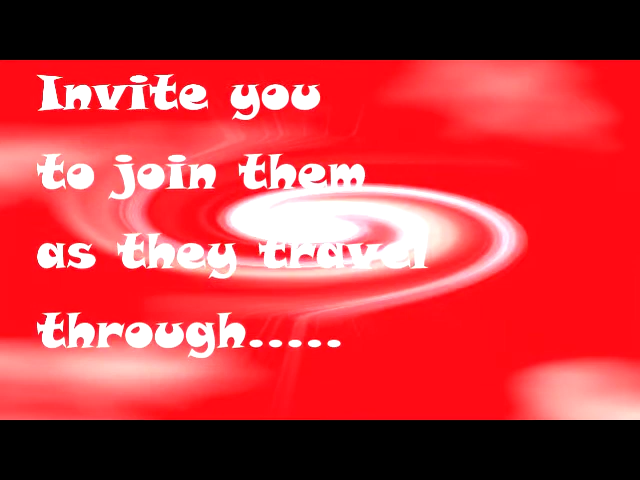 Invite you
to join them
as they travel
through.....